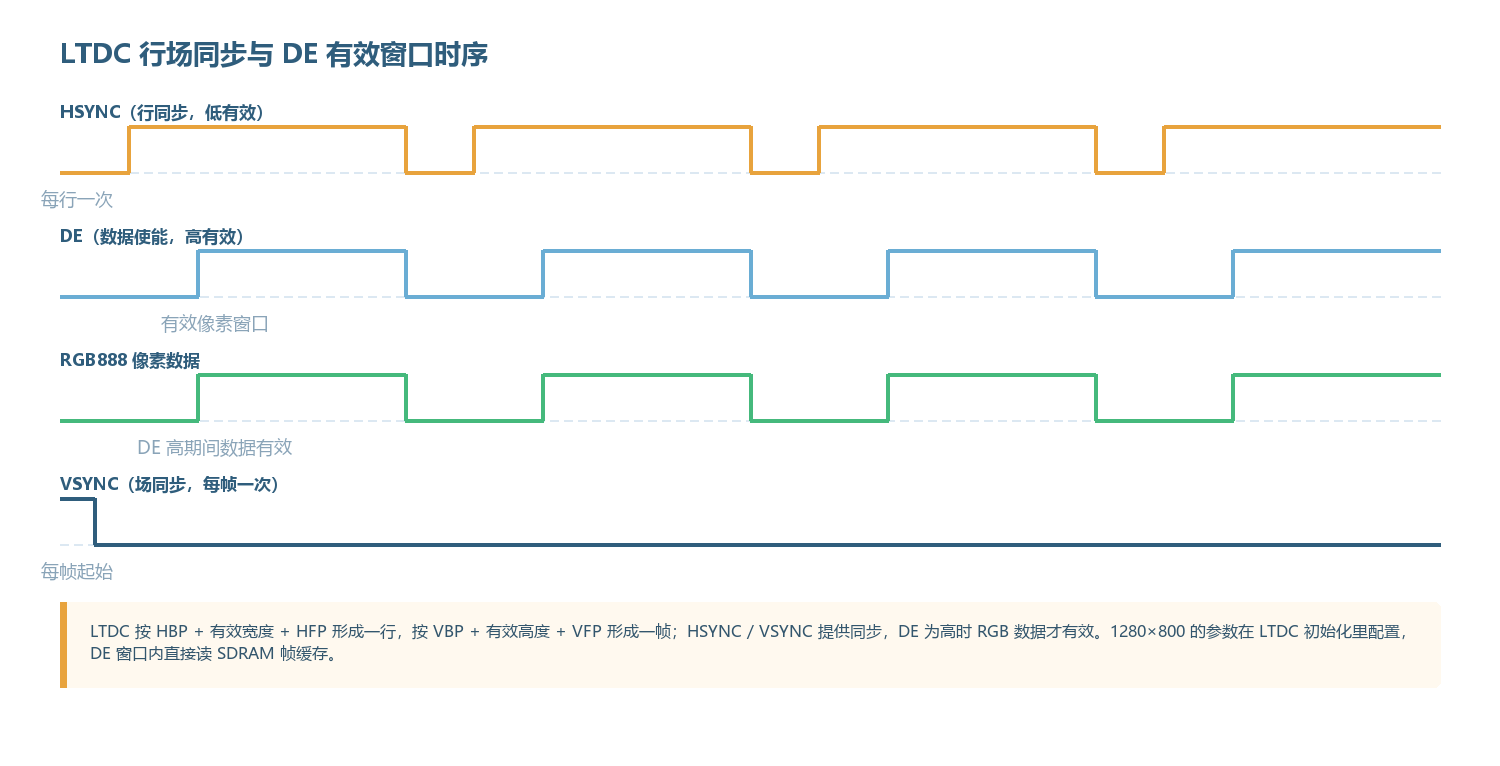 LTDC 行场同步与 DE 有效窗口时序
HSYNC（行同步，低有效）
每行一次
DE（数据使能，高有效）
有效像素窗口
RGB888 像素数据
DE 高期间数据有效
VSYNC（场同步，每帧一次）
每帧起始
LTDC 按 HBP + 有效宽度 + HFP 形成一行，按 VBP + 有效高度 + VFP 形成一帧；HSYNC / VSYNC 提供同步，DE 为高时 RGB 数据才有效。1280×800 的参数在 LTDC 初始化里配置，
DE 窗口内直接读 SDRAM 帧缓存。